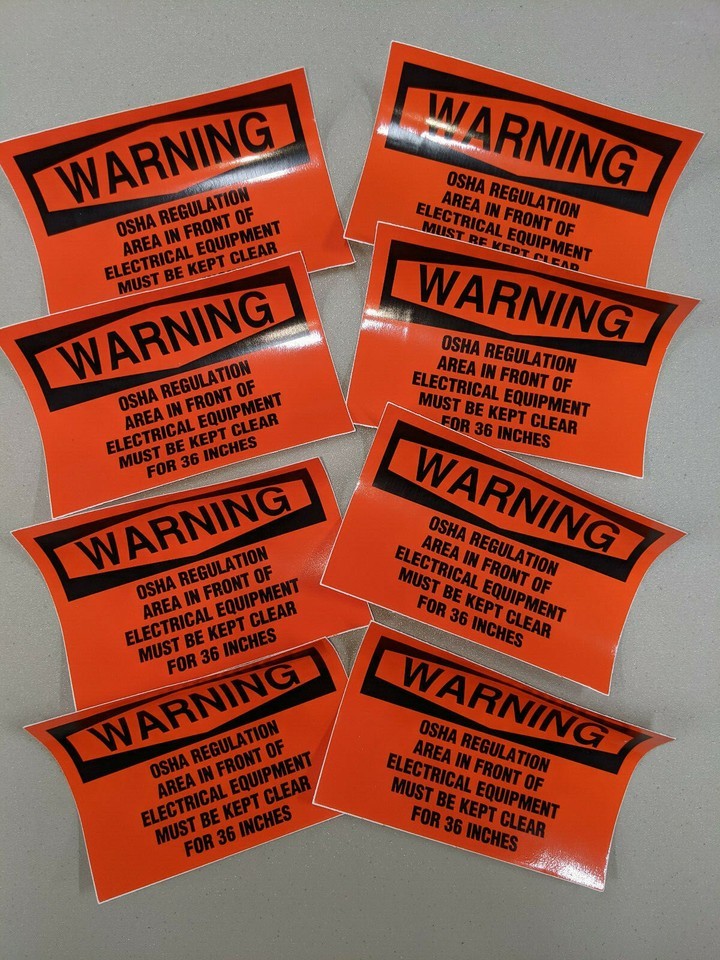 WARNING
OSHA REGULATION
AREA IN FRONT OF
ELECTRICAL EQUIPMENT
MUST BE KEPT CLEAR
WARNING
OSHA REGULATION
AREA IN FRONT OF
ELECTRICAL EQUIPMENT
MUST BE KEPT CLEAR
WARNING
OSHA REGULATION
AREA IN FRONT OF
ELECTRICAL EQUIPMENT
MUST BE KEPT CLEAR
FOR 36 INCHES
WARNING
OSHA REGULATION
AREA IN FRONT OF
ELECTRICAL EQUIPMENT
MUST BE KEPT CLEAR
FOR 36 INCHES
WARNING
OSHA REGULATION
AREA IN FRONT OF
ELECTRICAL EQUIPMENT
MUST BE KEPT CLEAR
FOR 36 INCHES
WARNING
OSHA REGULATION
AREA IN FRONT OF
ELECTRICAL EQUIPMENT
MUST BE KEPT CLEAR
FOR 36 INCHES
WARNING
OSHA REGULATION
AREA IN FRONT OF
ELECTRICAL EQUIPMENT
MUST BE KEPT CLEAR
FOR 36 INCHES
WARNING
OSHA REGULATION
AREA IN FRONT OF
ELECTRICAL EQUIPMENT
MUST BE KEPT CLEAR
FOR 36 INCHES